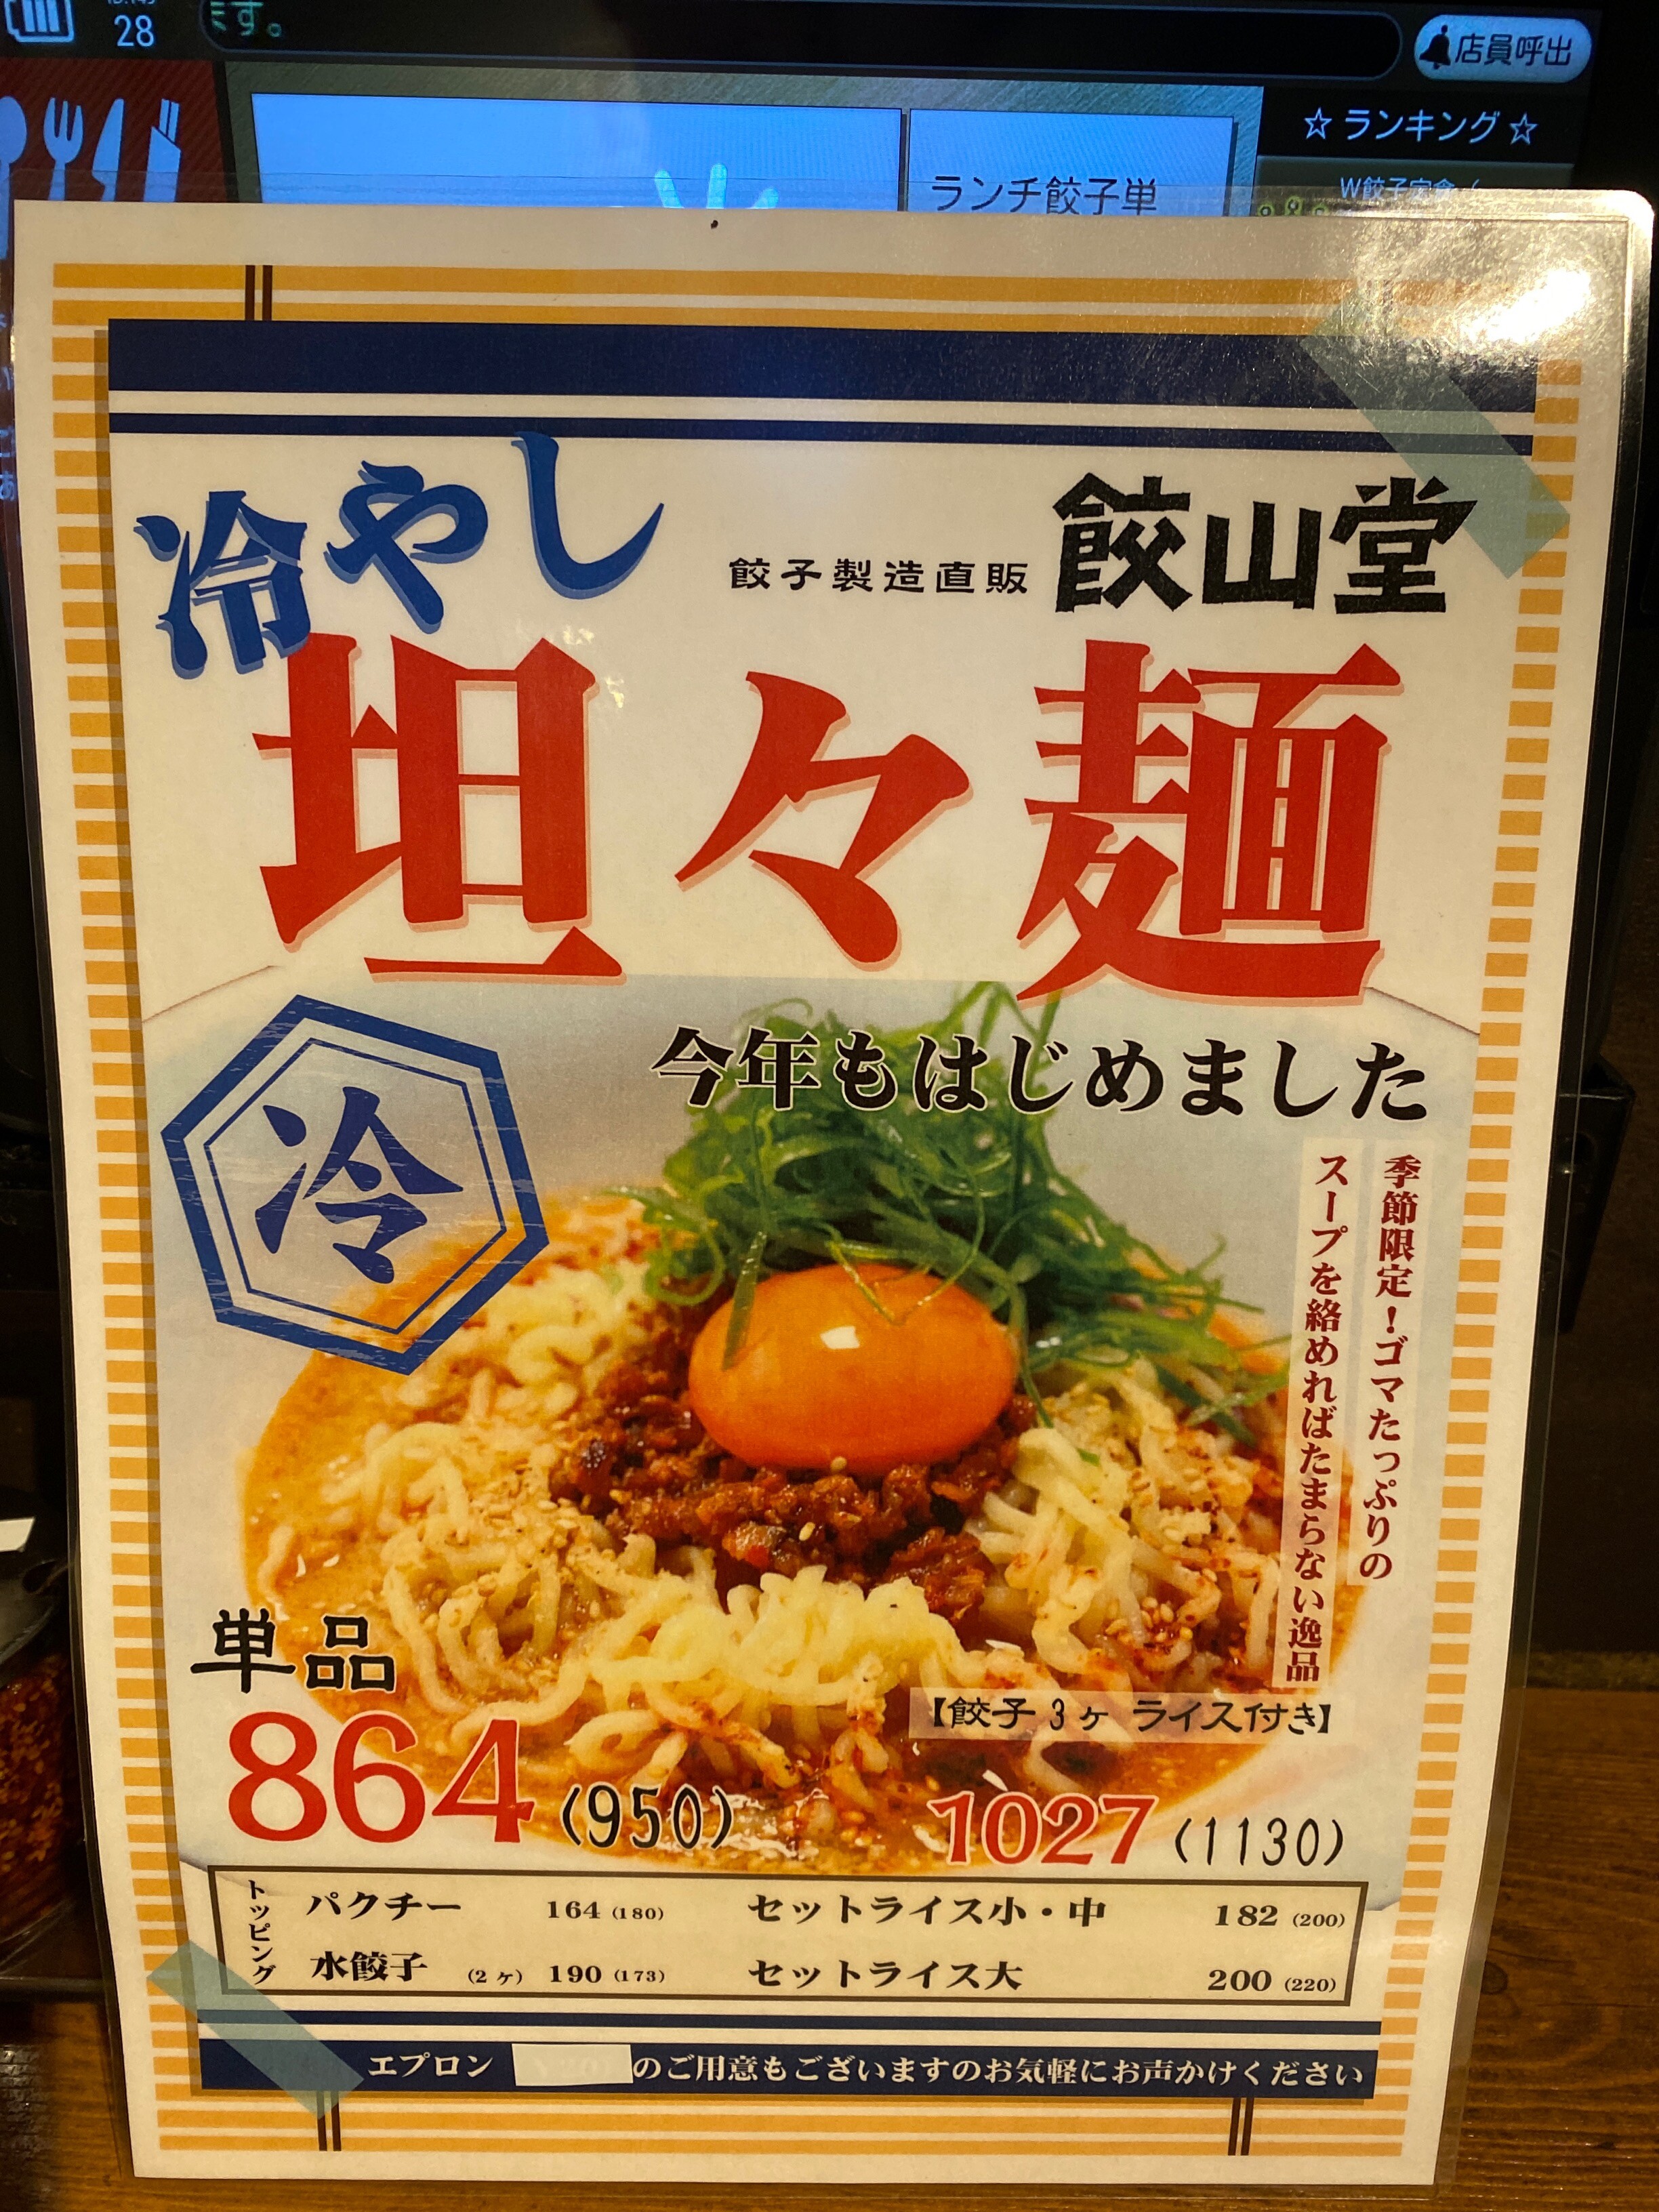 28
ます。
店員呼出
☆ ランキング ☆
ランチ餃子単
W餃子定食
冷やし
餃子製造直販
餃山堂
坦々麺
今年もはじめました
冷
季節限定！ゴマたっぷりの
スープを絡めればたまらない逸品
単品
864 (950)
【餃子 3ヶ ライス付き】
1027 (1130)
トッピング
パクチー 164 (180)
セットライス小・中 182 (200)
水餃子 (2ヶ) 190 (173)
セットライス大 200 (220)
エプロン のご用意もございますのお気軽にお声かけください